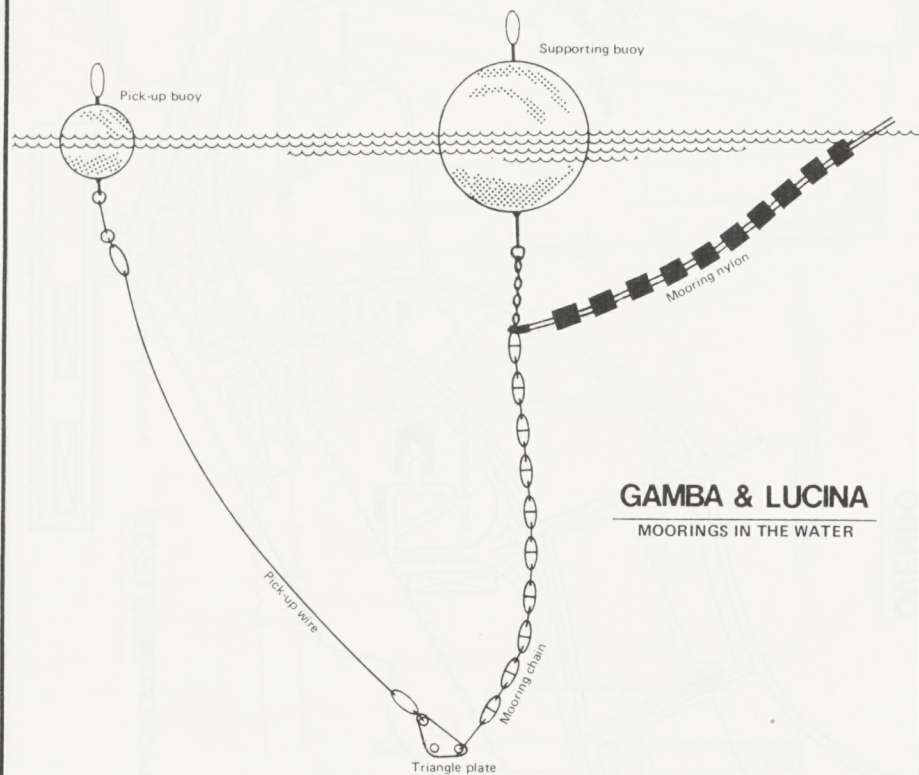 Supporting buoy
Pick-up buoy
Mooring nylon
GAMBA & LUCINA
MOORINGS IN THE WATER
Pick-up wire
Mooring chain
Triangle plate